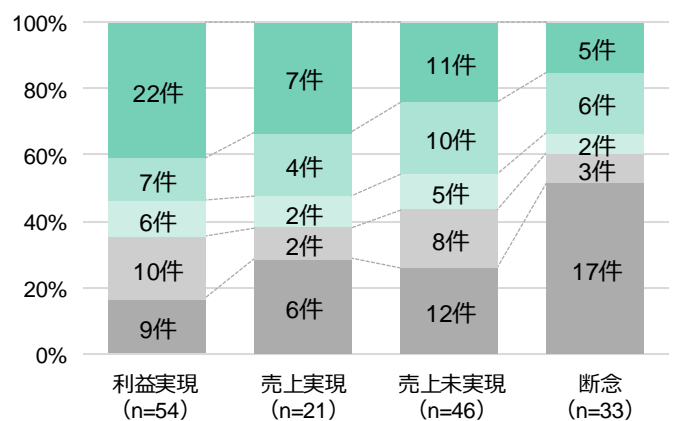 100%
80%
60%
40%
20%
0%
22件
7件
6件
10件
9件
7件
4件
2件
2件
6件
11件
10件
5件
8件
12件
5件
6件
2件
3件
17件
利益実現
（n=54）
売上実現
（n=21）
売上未実現
（n=46）
断念
（n=33）